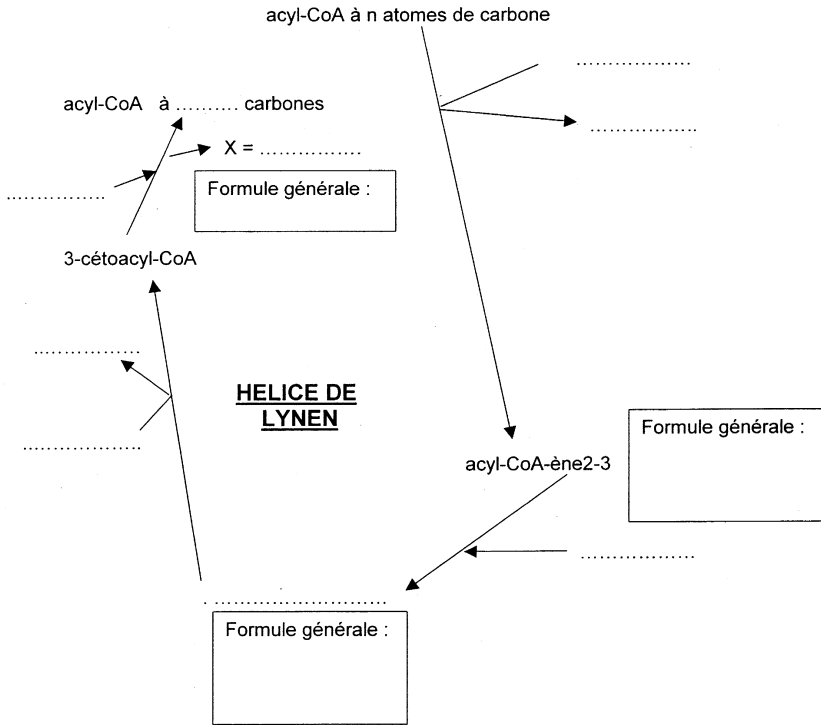 acyl-CoA à n atomes de carbone
.......................
acyl-CoA à .......... carbones
......................
X = .................
Formule générale :
....................
3-cétoacyl-CoA
......................
HELICE DE
LYNEN
Formule générale :
........................
acyl-CoA-ène2-3
.......................
. .............................
Formule générale :